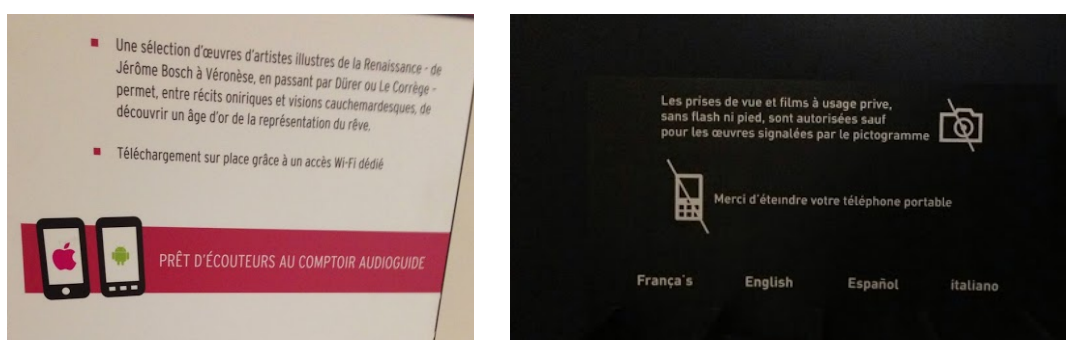 Une sélection d'œuvres d'artistes illustres de la Renaissance - de
Jérôme Bosch à Véronèse, en passant par Dürer ou Le Corrège -
permet, entre récits oniriques et visions cauchemardesques, de
découvrir un âge d'or de la représentation du rêve.
Téléchargement sur place grâce à un accès Wi-Fi dédié
PRÊT D'ÉCOUTEURS AU COMPTOIR AUDIOGUIDE
Les prises de vue et films à usage prive,
sans flash ni pied, sont autorisées sauf
pour les œuvres signalées par le pictogramme
Merci d'éteindre votre téléphone portable
França's
English
Español
italiano